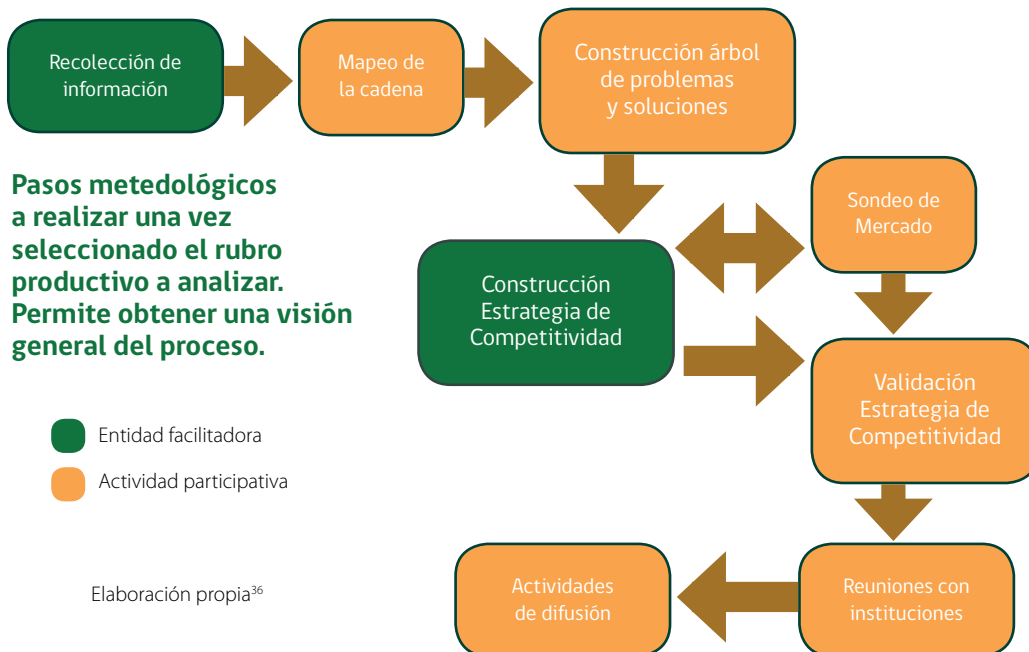 Recolección de
información
Mapeo de
la cadena
Construcción árbol
de problemas
y soluciones
Pasos metedológicos
a realizar una vez
seleccionado el rubro
productivo a analizar.
Permite obtener una visión
general del proceso.
Sondeo de
Mercado
Construcción
Estrategia de
Competitividad
Validación
Estrategia de
Competitividad
Entidad facilitadora
Actividad participativa
Elaboración propia³⁶
Actividades
de difusión
Reuniones con
instituciones